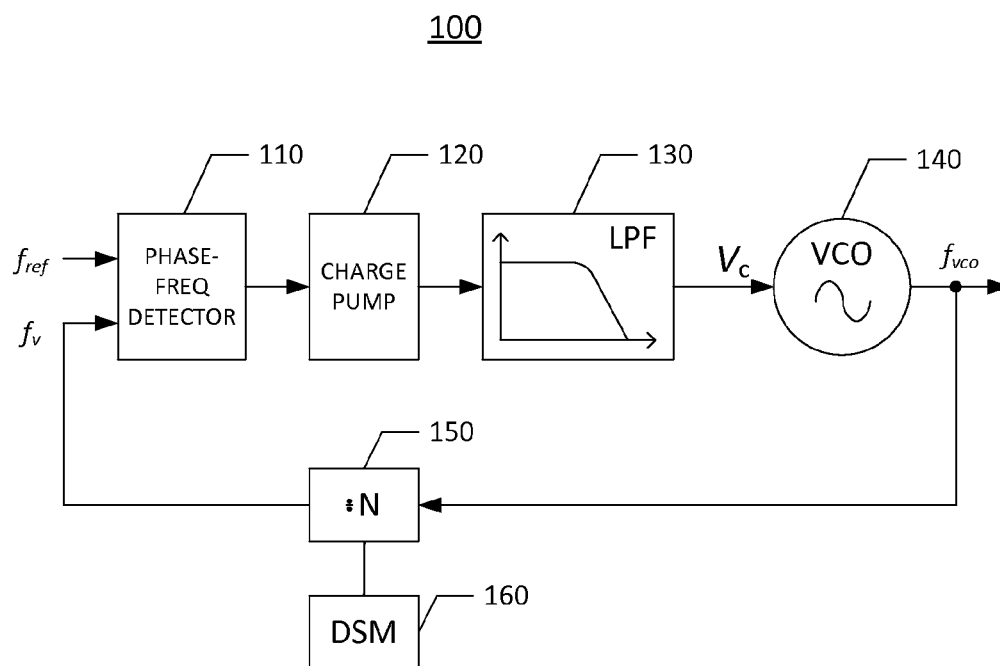 100
110
120
130
140
f_ref
f_v
PHASE-
FREQ
DETECTOR
CHARGE
PUMP
LPF
V_c
VCO
f_vco
150
÷N
160
DSM